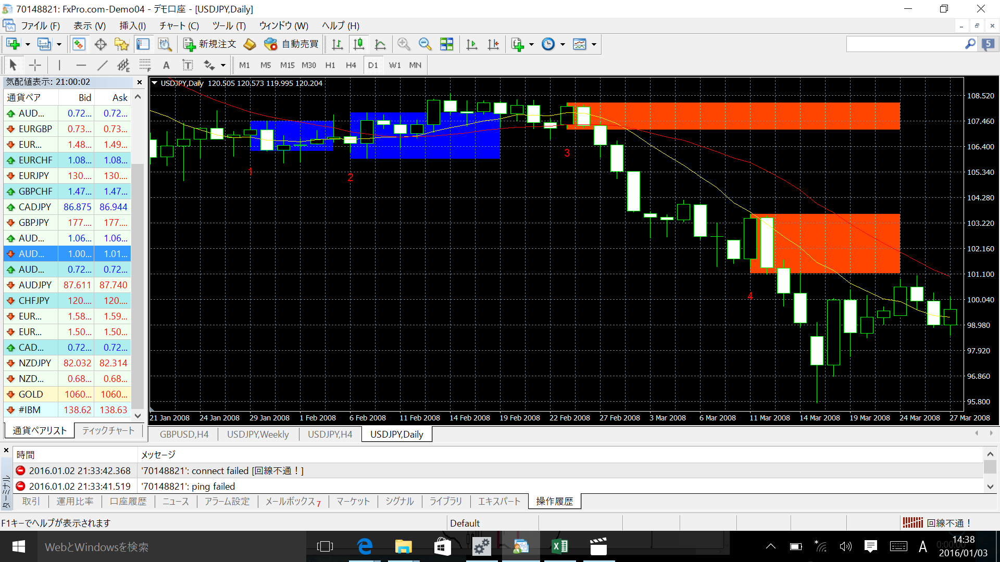 70148821: FxPro.com-Demo04 - デモ口座 - [USDJPY,Daily]
ファイル (F) 表示 (V) 挿入(I) チャート (C) ツール (T) ウィンドウ (W) ヘルプ (H)
新規注文 自動売買 5
E F A T M1 M5 M15 M30 H1 H4 D1 W1 MN
気配値表示: 21:00:02
通貨ペア Bid Ask
AUD... 0.72... 0.72...
EURGBP 0.73... 0.73...
EUR... 1.48... 1.49...
EURCHF 1.08... 1.08...
EURJPY 130.... 130....
GBPCHF 1.47... 1.47...
CADJPY 86.875 86.944
GBPJPY 177.... 177....
AUD... 1.06... 1.06...
AUD... 1.00... 1.01...
AUD... 0.72... 0.72...
AUDJPY 87.611 87.740
CHFJPY 120.... 120....
EUR... 1.58... 1.59...
EUR... 1.50... 1.50...
CAD... 0.72... 0.72...
NZDJPY 82.032 82.314
NZD... 0.68... 0.68...
GOLD 1060... 1060...
#IBM 138.62 138.63
通貨ペアリスト ティックチャート
USDJPY,Daily 120.505 120.573 119.995 120.204
108.520
107.460
106.400
105.340
104.280
103.220
102.160
101.100
100.040
98.980
97.920
96.860
95.800
1
2
3
4
21 Jan 2008 24 Jan 2008 29 Jan 2008 1 Feb 2008 6 Feb 2008 11 Feb 2008 14 Feb 2008 19 Feb 2008 22 Feb 2008 27 Feb 2008 3 Mar 2008 6 Mar 2008 11 Mar 2008 14 Mar 2008 19 Mar 2008 24 Mar 2008 27 Mar 2008
GBPUSD,H4 USDJPY,Weekly USDJPY,H4 USDJPY,Daily
ターミナル
時間 メッセージ
2016.01.02 21:33:42.368 '70148821': connect failed [回線不通！]
2016.01.02 21:33:41.519 '70148821': ping failed
取引 運用比率 口座履歴 ニュース アラーム設定 メールボックス 7 マーケット シグナル ライブラリ エキスパート 操作履歴
F1キーでヘルプが表示されます Default 回線不通！
WebとWindowsを検索
A
14:38
2016/01/03